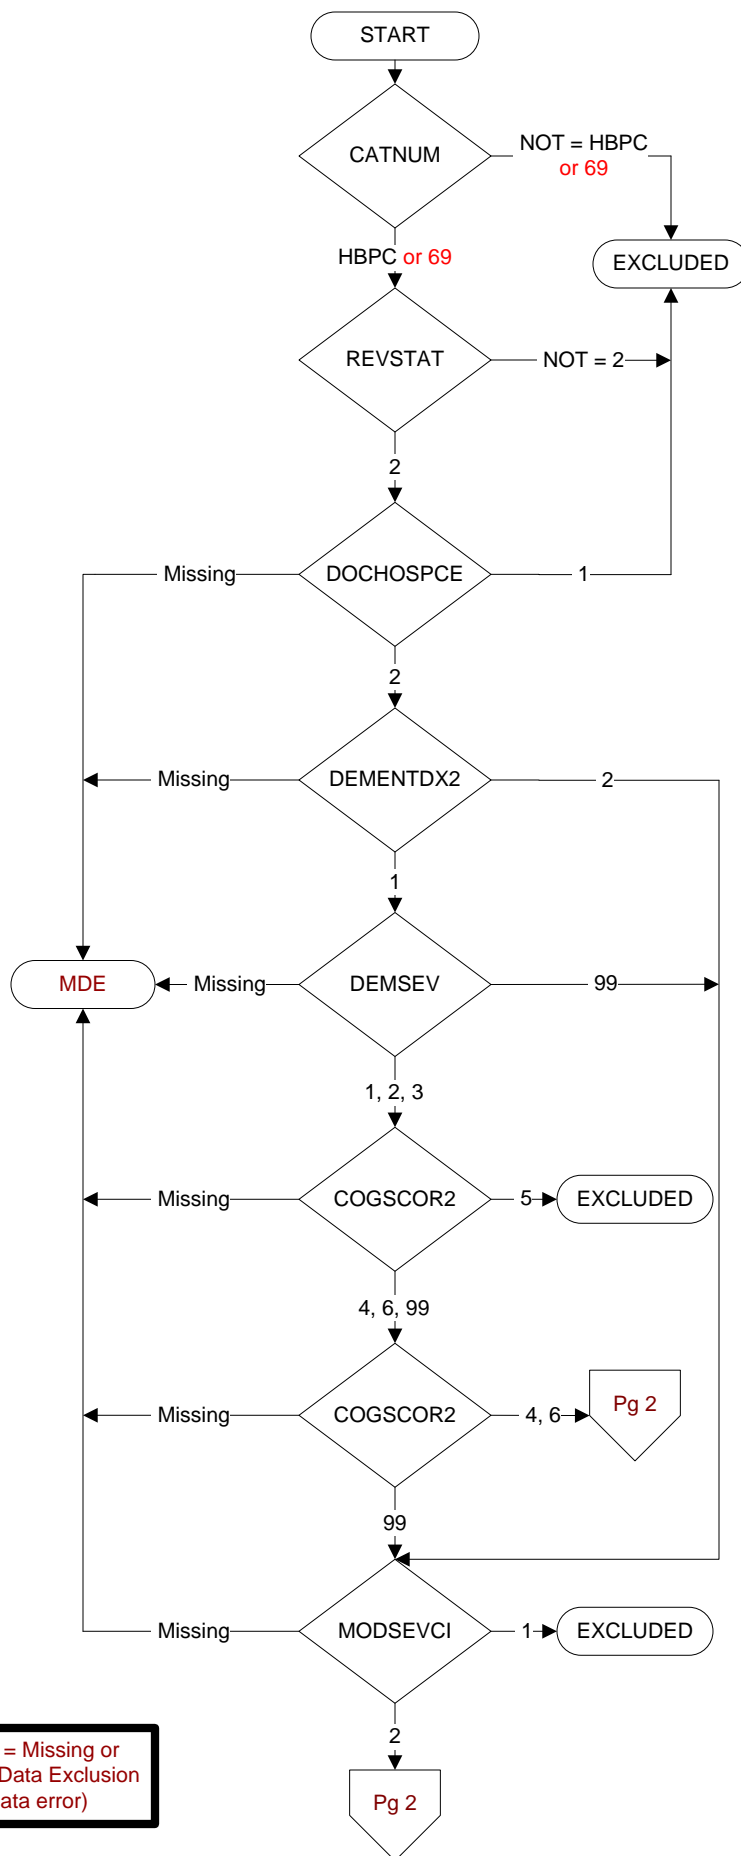 START
CATNUM
NOT = HBPC
or 69
EXCLUDED
HBPC or 69
REVSTAT
NOT = 2
2
Missing
DOCHOSPCE
1
2
Missing
DEMENTDX2
2
1
MDE
Missing
DEMSEV
99
1, 2, 3
Missing
COGSCOR2
5
EXCLUDED
4, 6, 99
Missing
COGSCOR2
4, 6
Pg 2
99
Missing
MODSEVCI
1
EXCLUDED
2
= Missing or
Data Exclusion
ata error)
Pg 2